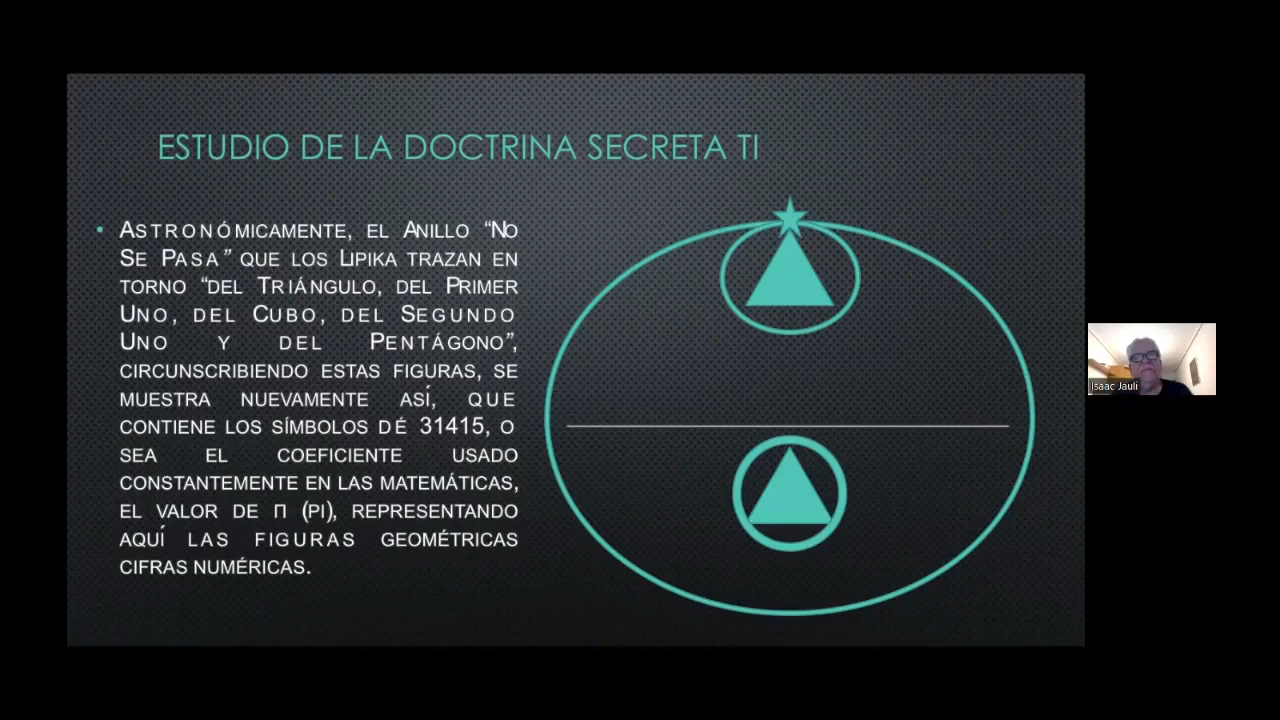 ESTUDIO DE LA DOCTRINA SECRETA TI
• ASTRONÓMICAMENTE, EL ANILLO “NO
SE PASA” QUE LOS LIPIKA TRAZAN EN
TORNO “DEL TRIÁNGULO, DEL PRIMER
UNO, DEL CUBO, DEL SEGUNDO
UNO Y DEL PENTÁGONO”,
CIRCUNSCRIBIENDO ESTAS FIGURAS, SE
MUESTRA NUEVAMENTE ASÍ, QUE
CONTIENE LOS SÍMBOLOS DÉ 31415, O
SEA EL COEFICIENTE USADO
CONSTANTEMENTE EN LAS MATEMÁTICAS,
EL VALOR DE Π (PI), REPRESENTANDO
AQUÍ LAS FIGURAS GEOMÉTRICAS
CIFRAS NUMÉRICAS.
Isaac Jauli